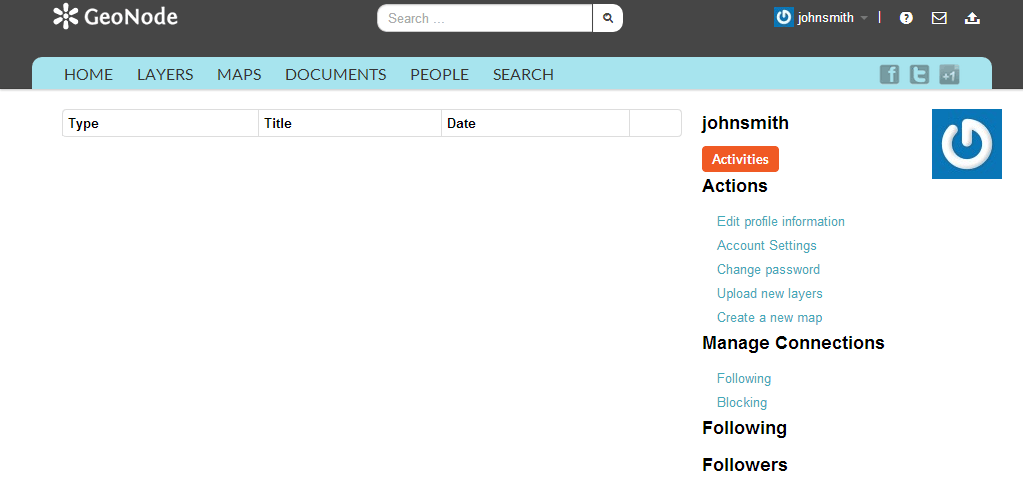 GeoNode
Search ...
johnsmith
HOME LAYERS MAPS DOCUMENTS PEOPLE SEARCH
f t +1
Type Title Date
johnsmith
Activities
Actions
Edit profile information
Account Settings
Change password
Upload new layers
Create a new map
Manage Connections
Following
Blocking
Following
Followers